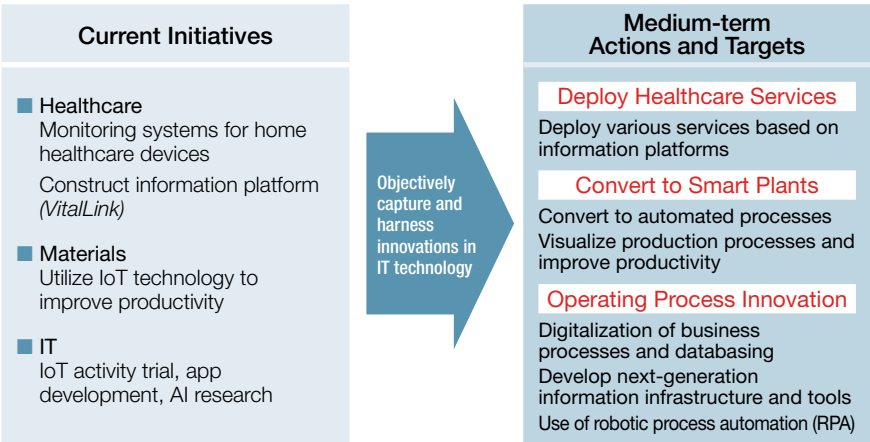 Current Initiatives
Healthcare
Monitoring systems for home
healthcare devices
Construct information platform
(VitalLink)
Materials
Utilize IoT technology to
improve productivity
IT
IoT activity trial, app
development, AI research
Objectively
capture and
harness
innovations in
IT technology
Medium-term
Actions and Targets
Deploy Healthcare Services
Deploy various services based on
information platforms
Convert to Smart Plants
Convert to automated processes
Visualize production processes and
improve productivity
Operating Process Innovation
Digitalization of business
processes and databasing
Develop next-generation
information infrastructure and tools
Use of robotic process automation (RPA)